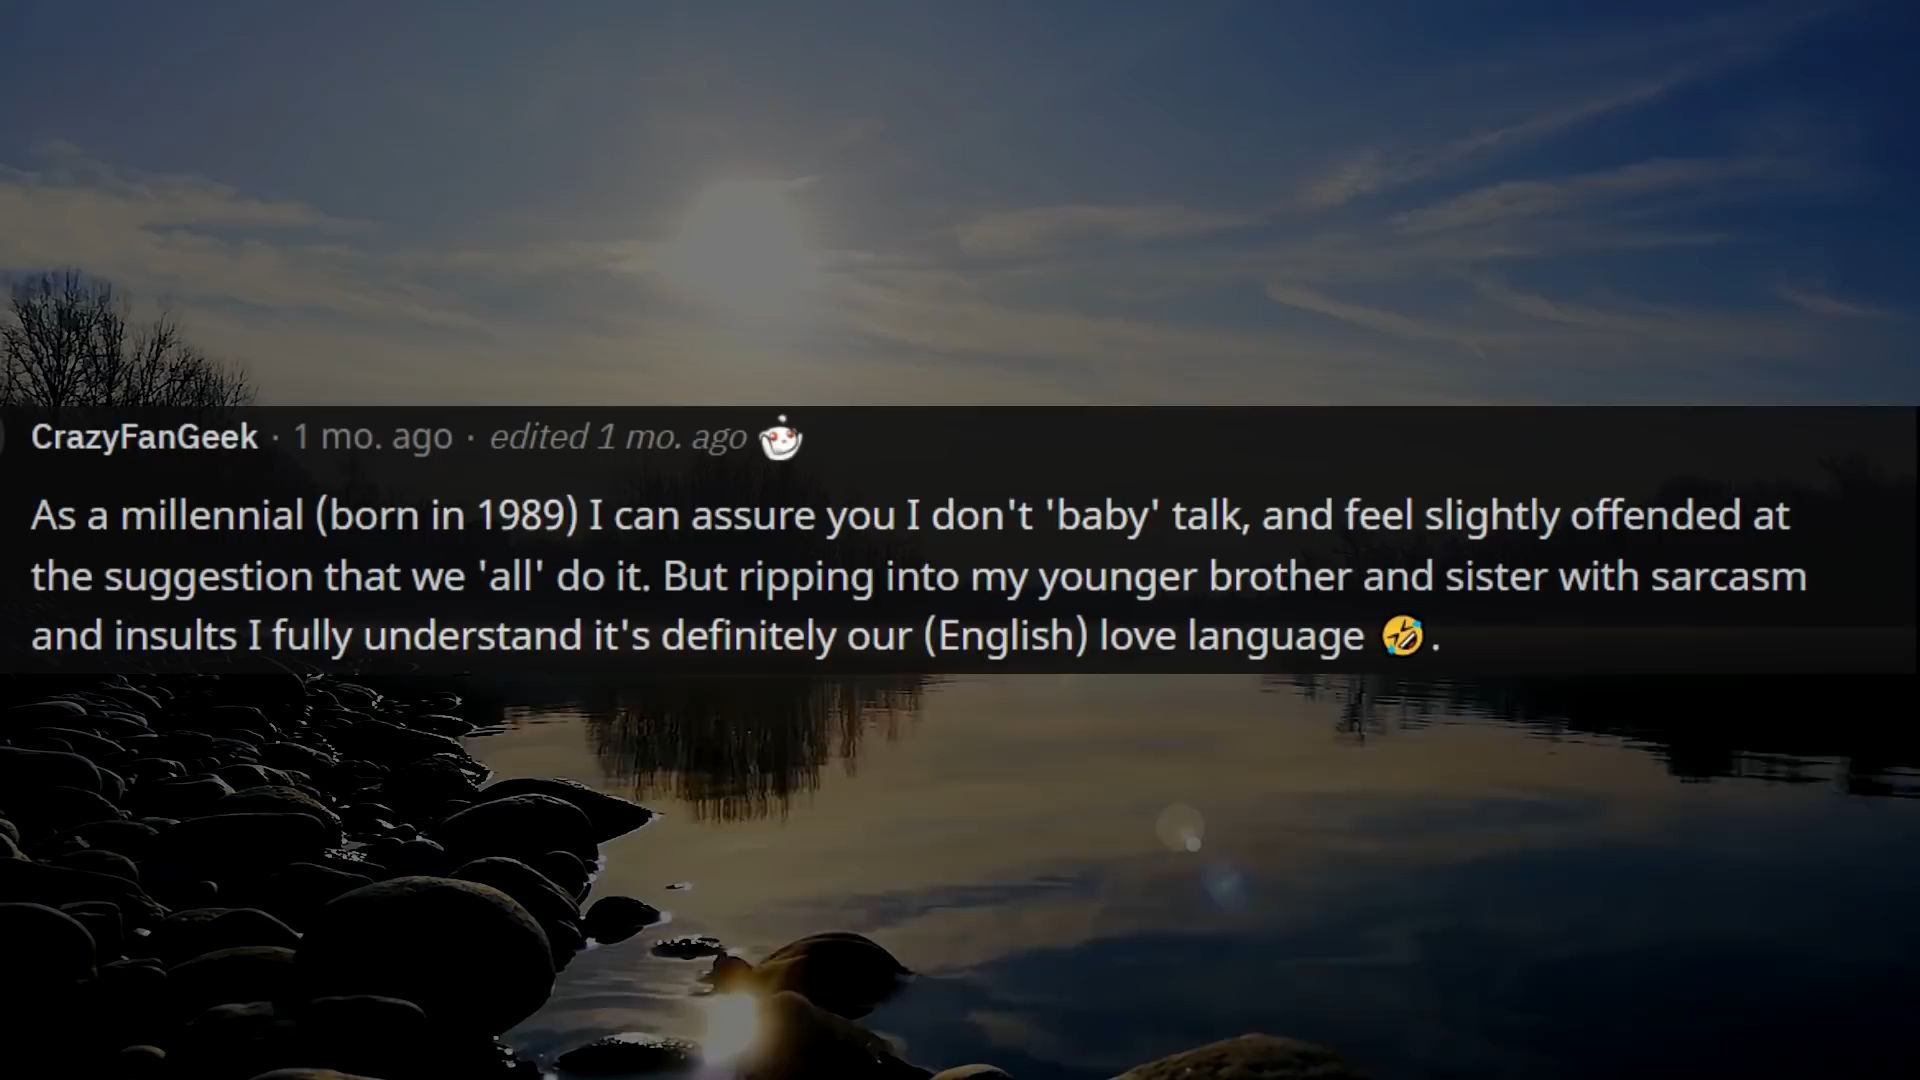 CrazyFanGeek · 1 mo. ago · edited 1 mo. ago
As a millennial (born in 1989) I can assure you I don't 'baby' talk, and feel slightly offended at
the suggestion that we 'all' do it. But ripping into my younger brother and sister with sarcasm
and insults I fully understand it's definitely our (English) love language 🤣.